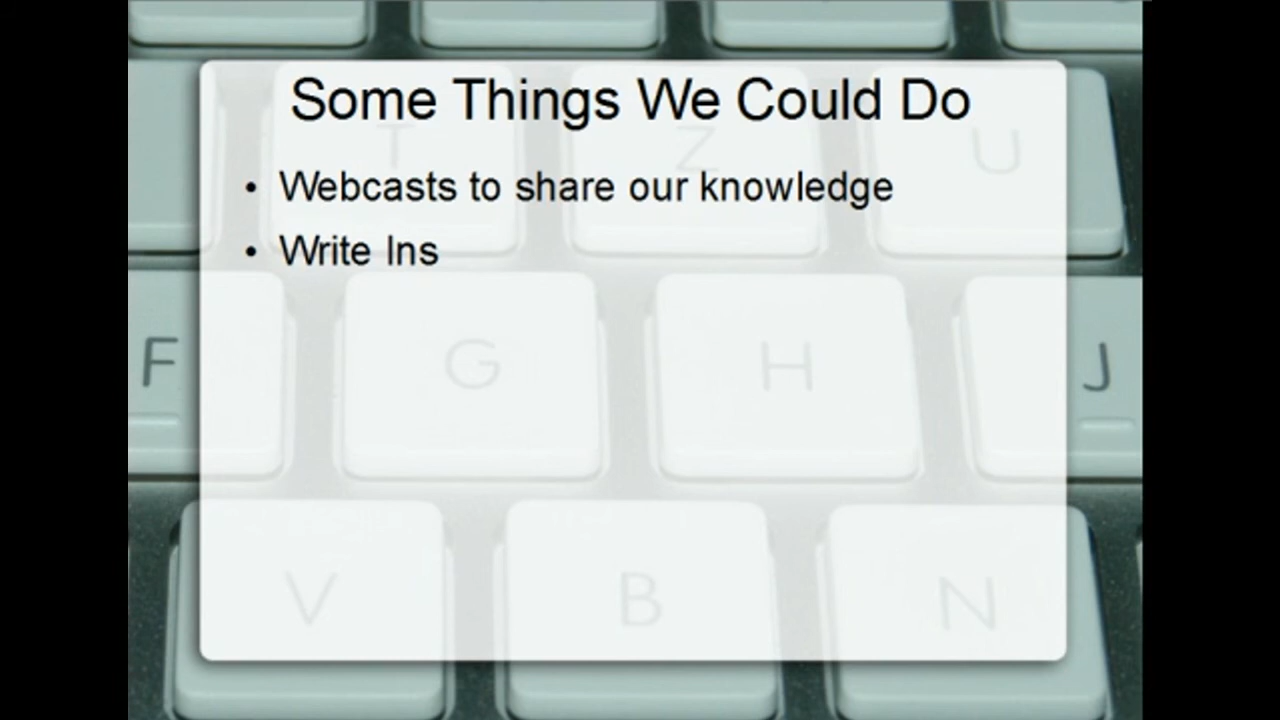 Some Things We Could Do
• Webcasts to share our knowledge
• Write Ins
T Z U
F G H J
V B N